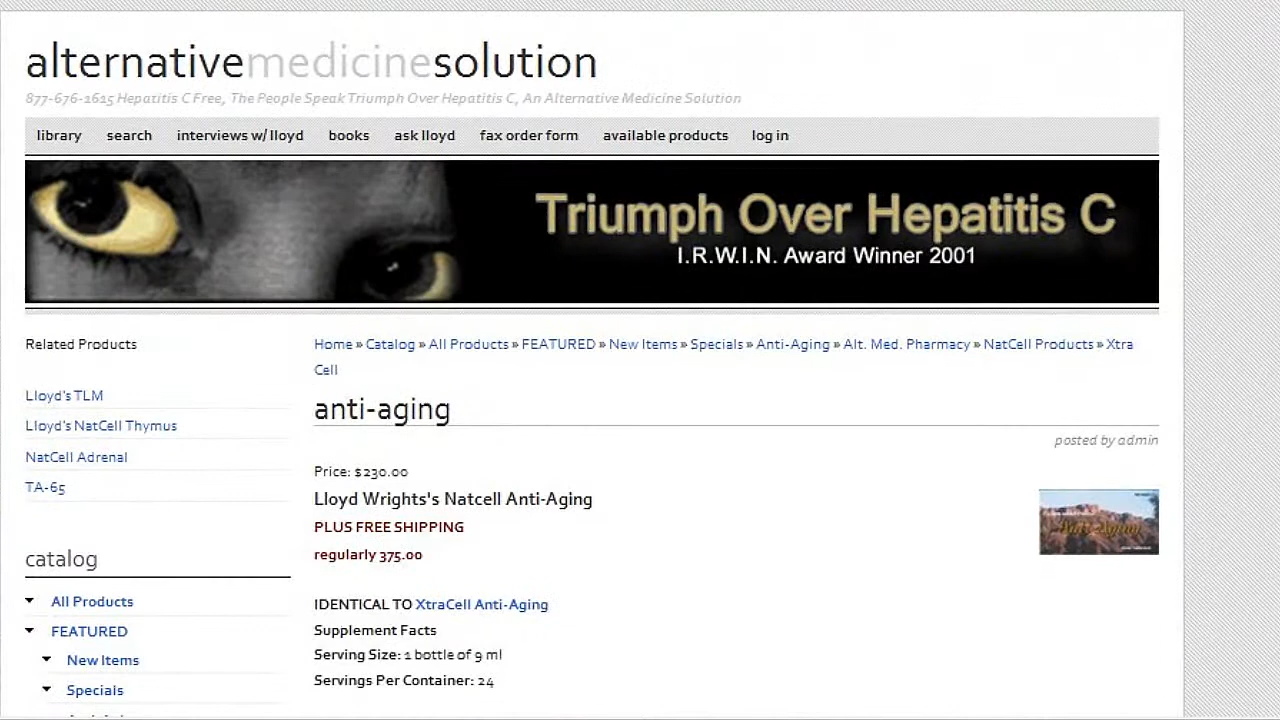 alternativemedicinesolution
877-676-1615 Hepatitis C Free, The People Speak Triumph Over Hepatitis C, An Alternative Medicine Solution
library search interviews w/ lloyd books ask lloyd fax order form available products log in
Triumph Over Hepatitis C
I.R.W.I.N. Award Winner 2001
Related Products
Lloyd's TLM
Lloyd's NatCell Thymus
NatCell Adrenal
TA-65
catalog
All Products
FEATURED
New Items
Specials
Home » Catalog » All Products » FEATURED » New Items » Specials » Anti-Aging » Alt. Med. Pharmacy » NatCell Products » Xtra
Cell
anti-aging
posted by admin
Price: $230.00
Lloyd Wrights's Natcell Anti-Aging
PLUS FREE SHIPPING
regularly 375.00
Anti-Aging
IDENTICAL TO XtraCell Anti-Aging
Supplement Facts
Serving Size: 1 bottle of 9 ml
Servings Per Container: 24